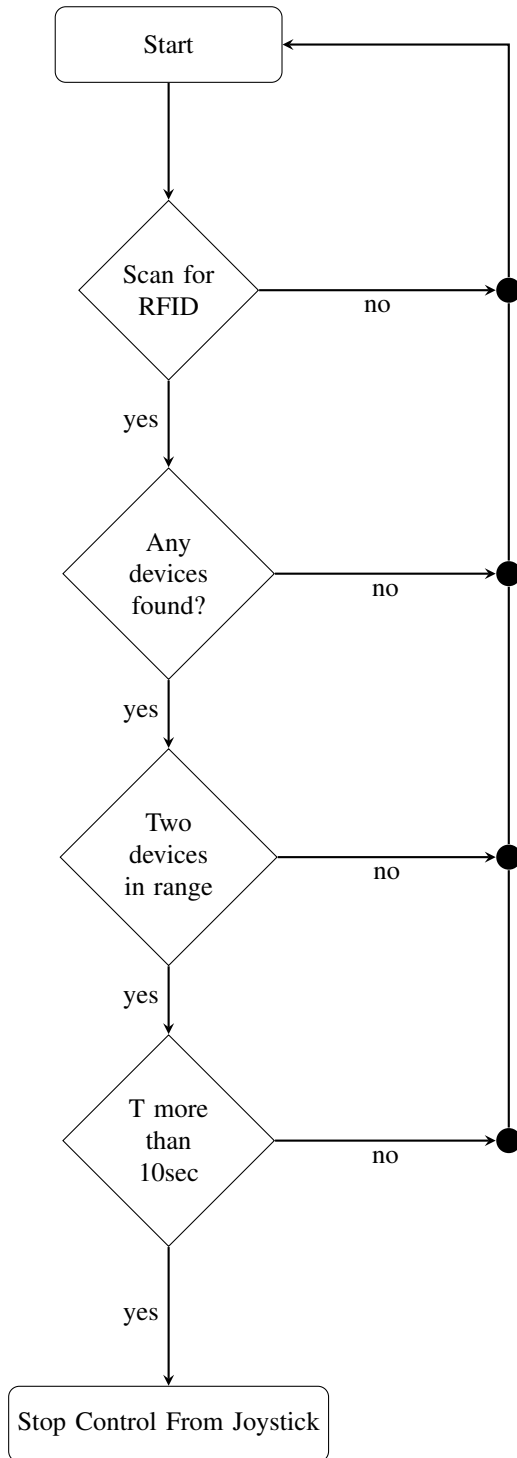 Start
Scan for
RFID
no
yes
Any
devices
found?
no
yes
Two
devices
in range
no
yes
T more
than
10sec
no
yes
Stop Control From Joystick